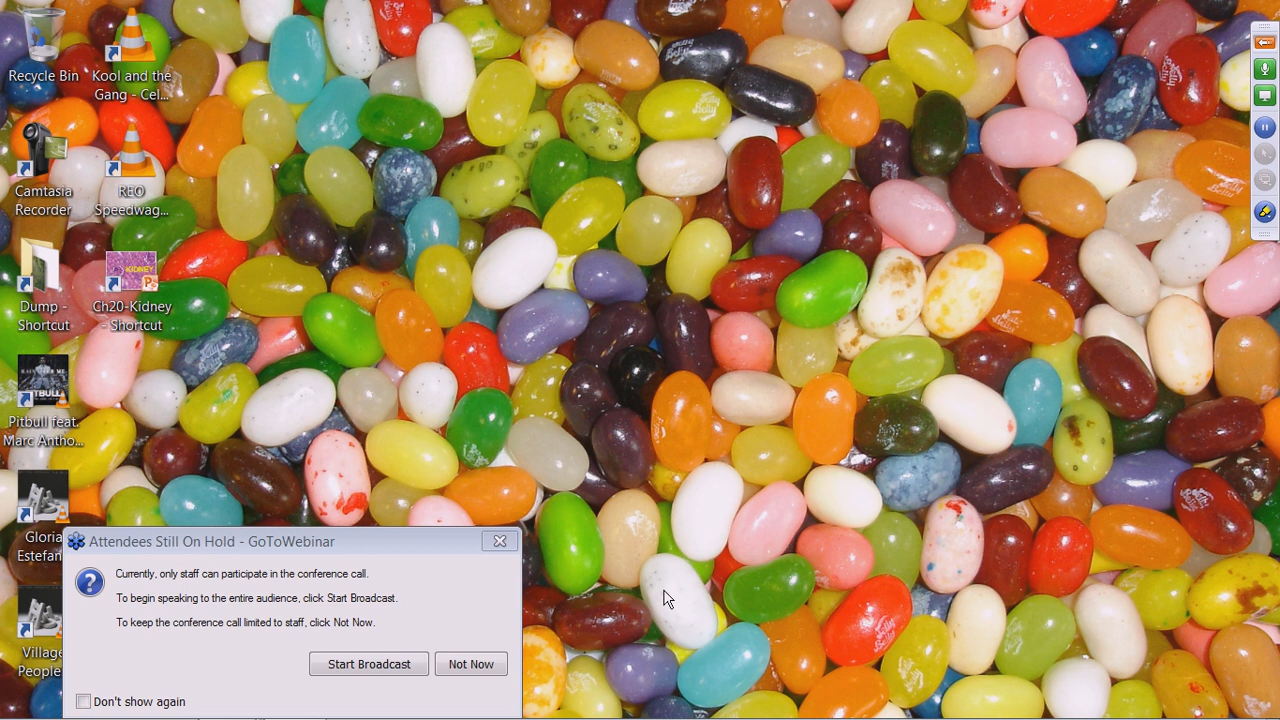 Recycle Bin
Kool and the
Gang - Cel...
Camtasia
Recorder
REO
Speedwag...
Dump -
Shortcut
KIDNEY
Ch20-Kidney
- Shortcut
PITBULL
Pitbull feat.
Marc Antho...
Gloria
Estefan
Village
People
Attendees Still On Hold - GoToWebinar
Currently, only staff can participate in the conference call.
To begin speaking to the entire audience, click Start Broadcast.
To keep the conference call limited to staff, click Not Now.
Start Broadcast
Not Now
Don't show again